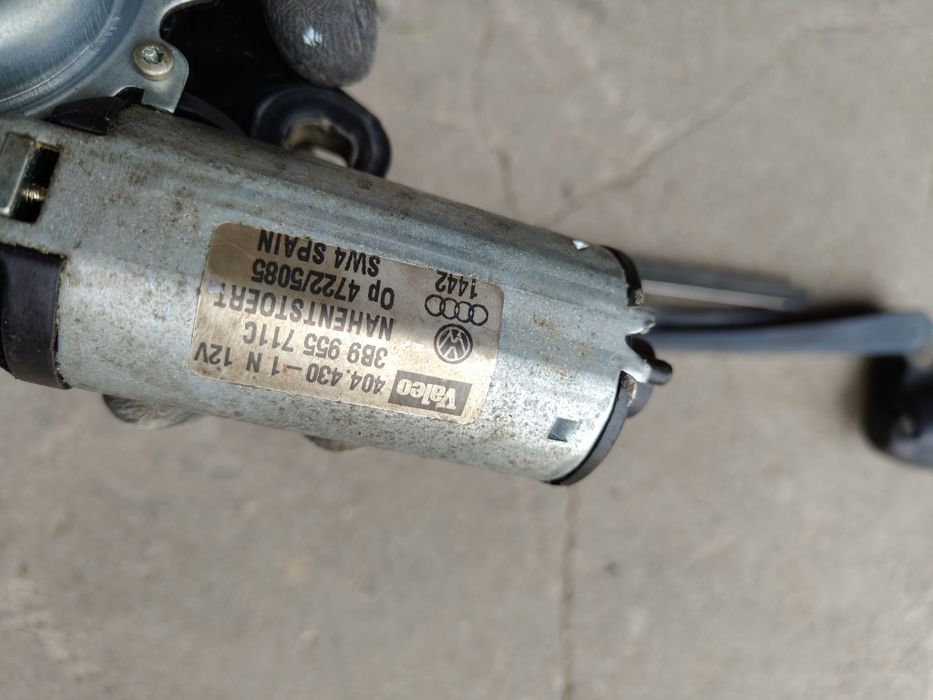 Valeo 404.430-1 N 12V
3B9 955 711C
NAHENTSTOERT
Op 4722/5085
1442 SW4 SPAIN